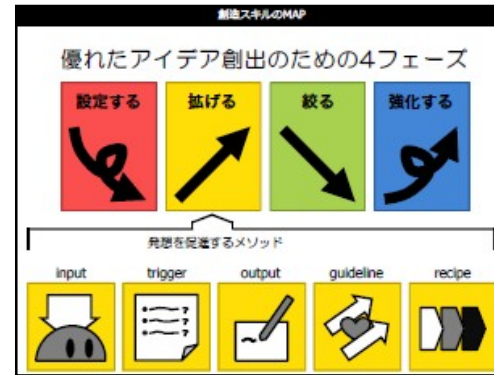 創造スキルのMAP
優れたアイデア創出のための4フェーズ
設定する
拡げる
絞る
強化する
発想を促進するメソッド
input
trigger
output
guideline
recipe